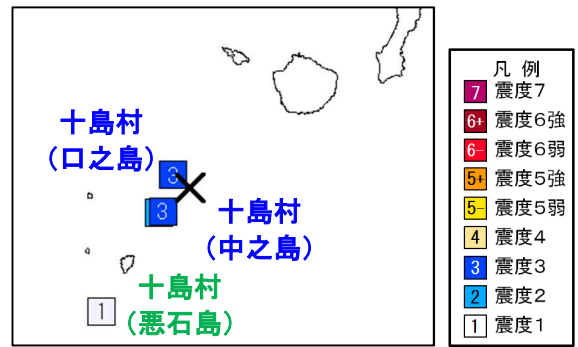 十島村
（口之島）
3
3
十島村
（中之島）
十島村
（悪石島）
1
凡 例
7 震度７
6+ 震度６強
6- 震度６弱
5+ 震度５強
5- 震度５弱
4 震度４
3 震度３
2 震度２
1 震度１